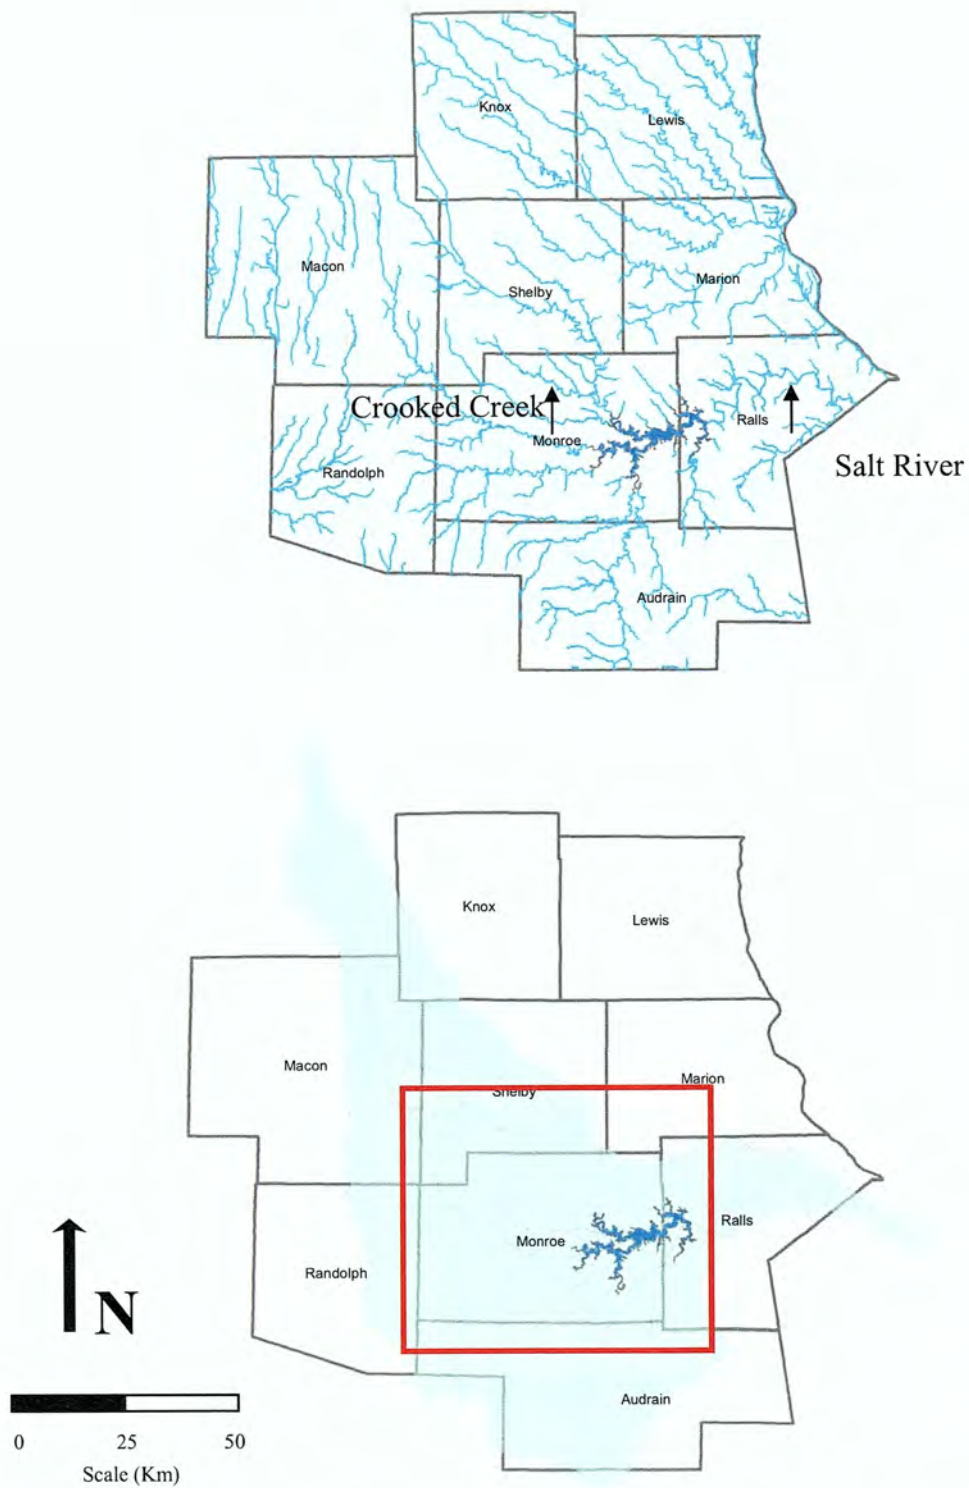 Knox
Lewis
Macon
Shelby
Marion
Crooked Creek
Monroe
Ralls
Randolph
Salt River
Audrain
Knox
Lewis
Macon
Shelby
Marion
Monroe
Ralls
Randolph
N
Audrain
0 25 50
Scale (Km)